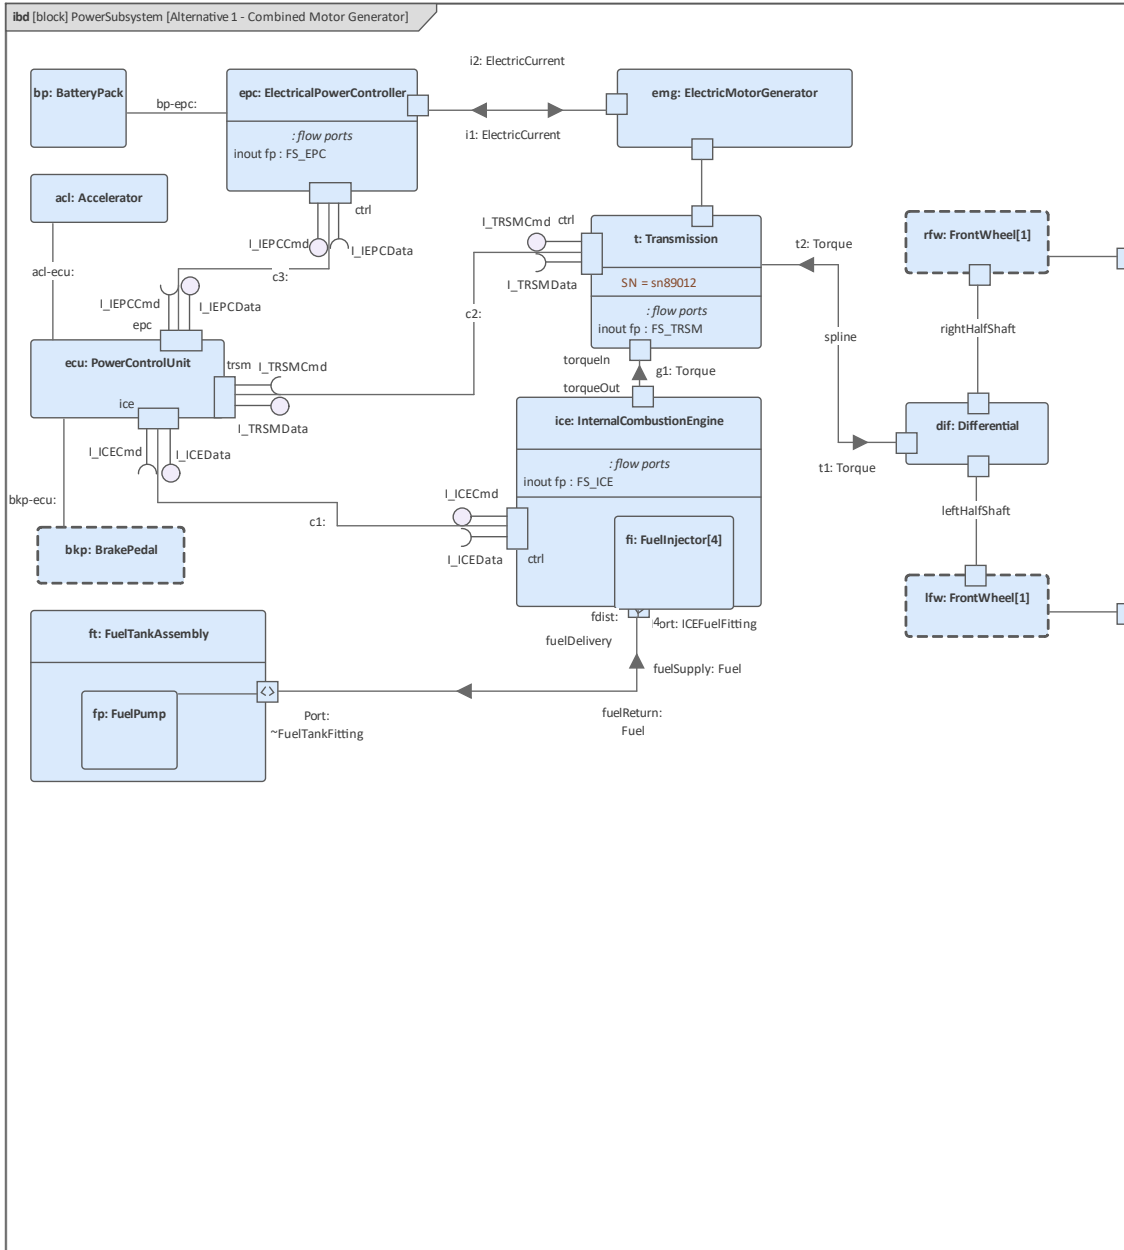 ibd [block] PowerSubsystem [Alternative 1 - Combined Motor Generator]
i2: ElectricCurrent
bp: BatteryPack
bp-epc:
epc: ElectricalPowerController
emg: ElectricMotorGenerator
i1: ElectricCurrent
: flow ports
inout fp : FS_EPC
acl: Accelerator
ctrl
I_TRSMCmd
ctrl
I_IEPCCmd
I_IEPCData
t: Transmission
t2: Torque
rfw: FrontWheel[1]
acl-ecu:
c3:
I_TRSMData
SN = sn89012
I_IEPCCmd
I_IEPCData
epc
c2:
: flow ports
inout fp : FS_TRSM
spline
rightHalfShaft
ecu: PowerControlUnit
trsm
I_TRSMCmd
torqueIn
g1: Torque
torqueOut
ice
I_TRSMData
ice: InternalCombustionEngine
dif: Differential
I_ICECmd
I_ICEData
: flow ports
inout fp : FS_ICE
t1: Torque
bkp-ecu:
I_ICECmd
leftHalfShaft
c1:
bkp: BrakePedal
I_ICEData
ctrl
fi: FuelInjector[4]
lfw: FrontWheel[1]
fdist:
4
ort: ICEFuelFitting
ft: FuelTankAssembly
fuelDelivery
fuelSupply: Fuel
fp: FuelPump
Port:
~FuelTankFitting
fuelReturn:
Fuel